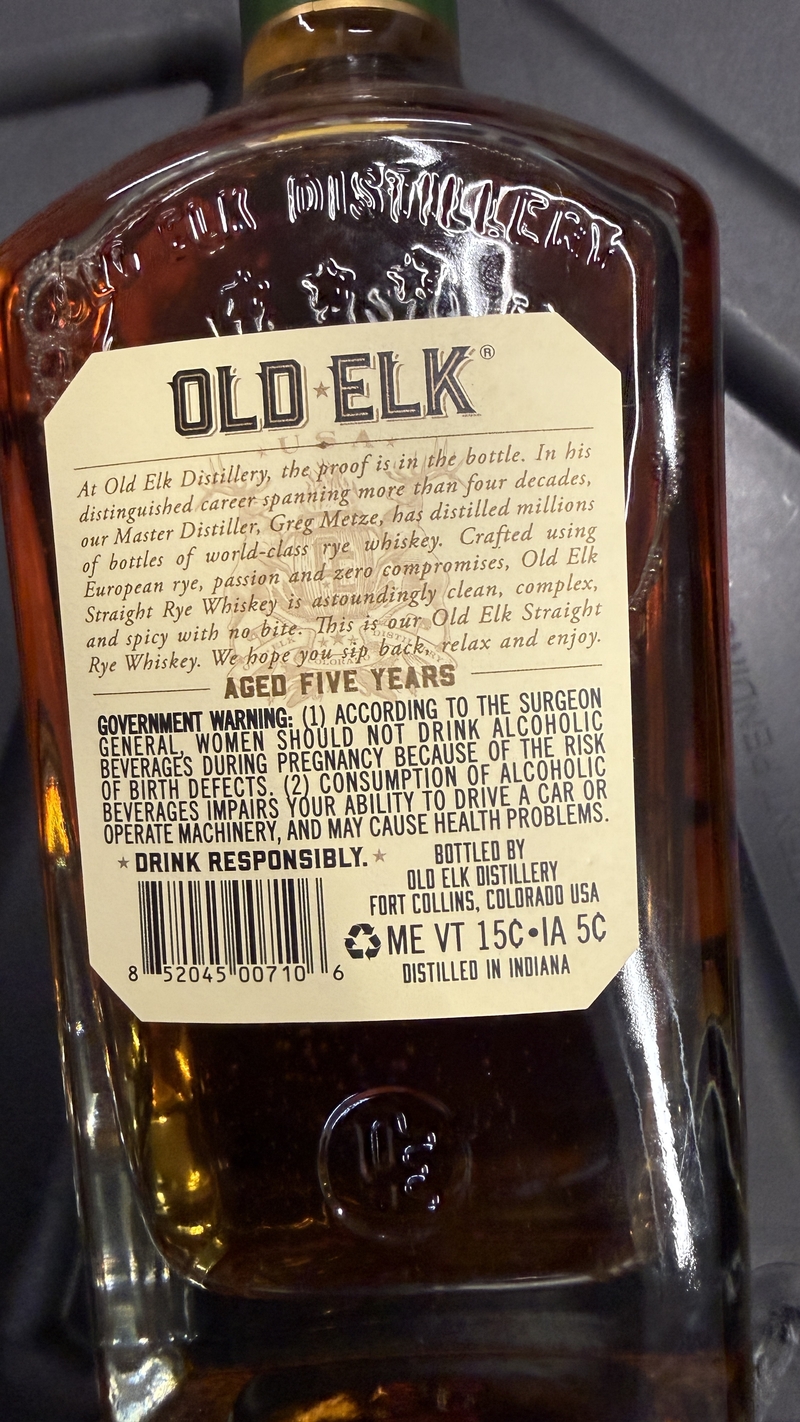 ELK DISTILLERY
OLD ★ ELK®
★ U S A ★
At Old Elk Distillery, the proof is in the bottle. In his
distinguished career spanning more than four decades,
our Master Distiller, Greg Metze, has distilled millions
of bottles of world-class rye whiskey. Crafted using
European rye, passion and zero compromises, Old Elk
Straight Rye Whiskey is astoundingly clean, complex,
and spicy with no bite. This is our Old Elk Straight
Rye Whiskey. We hope you sip back, relax and enjoy.
AGED FIVE YEARS
GOVERNMENT WARNING: (1) ACCORDING TO THE SURGEON
GENERAL, WOMEN SHOULD NOT DRINK ALCOHOLIC
BEVERAGES DURING PREGNANCY BECAUSE OF THE RISK
OF BIRTH DEFECTS. (2) CONSUMPTION OF ALCOHOLIC
BEVERAGES IMPAIRS YOUR ABILITY TO DRIVE A CAR OR
OPERATE MACHINERY, AND MAY CAUSE HEALTH PROBLEMS.
★ DRINK RESPONSIBLY. ★
BOTTLED BY
OLD ELK DISTILLERY
FORT COLLINS, COLORADO USA
ME VT 15¢•IA 5¢
DISTILLED IN INDIANA
8 52045 00710 6